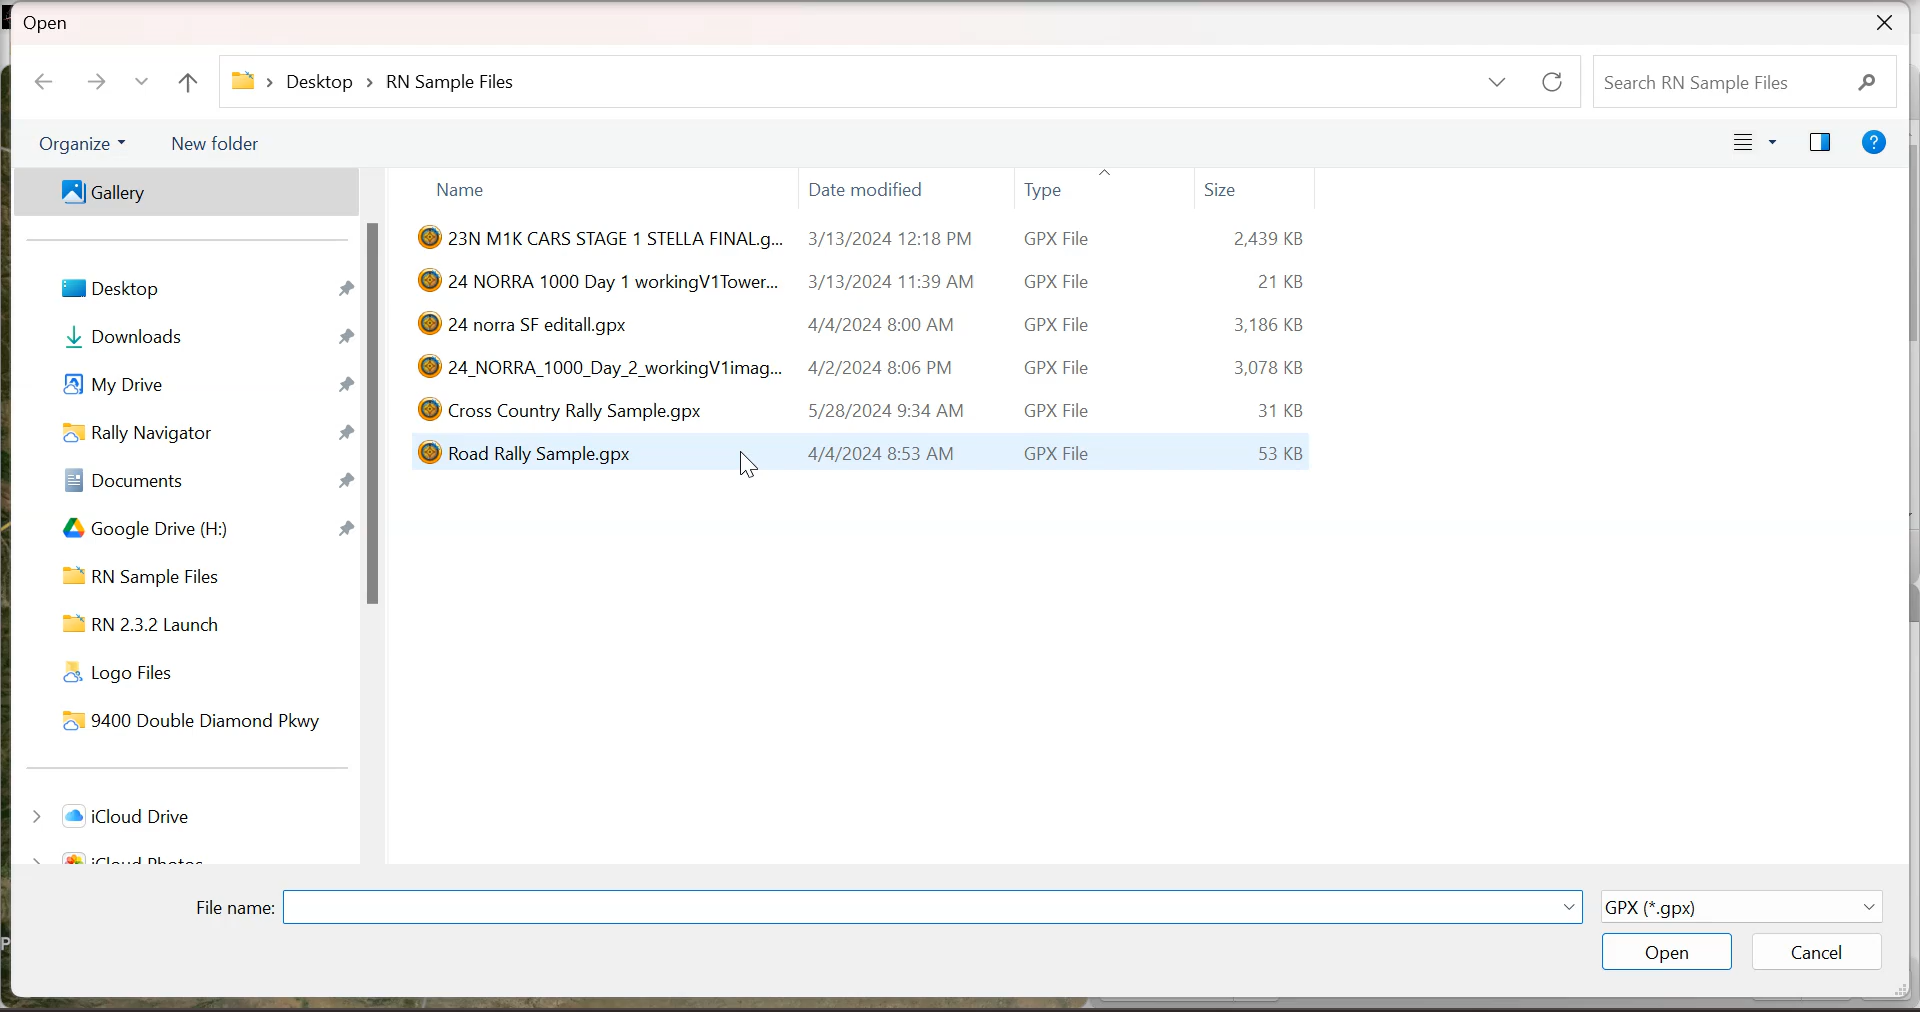 Open
Desktop > RN Sample Files
Search RN Sample Files
Organize
New folder
?
Gallery
Desktop
Downloads
My Drive
Rally Navigator
Documents
Google Drive (H:)
RN Sample Files
RN 2.3.2 Launch
Logo Files
9400 Double Diamond Pkwy
iCloud Drive
iCloud Photos
Name Date modified Type Size
23N M1K CARS STAGE 1 STELLA FINAL.g... 3/13/2024 12:18 PM GPX File 2,439 KB
24 NORRA 1000 Day 1 workingV1Tower... 3/13/2024 11:39 AM GPX File 21 KB
24 norra SF editall.gpx 4/4/2024 8:00 AM GPX File 3,186 KB
24_NORRA_1000_Day_2_workingV1imag... 4/2/2024 8:06 PM GPX File 3,078 KB
Cross Country Rally Sample.gpx 5/28/2024 9:34 AM GPX File 31 KB
Road Rally Sample.gpx 4/4/2024 8:53 AM GPX File 53 KB
File name:
GPX (*.gpx)
Open
Cancel